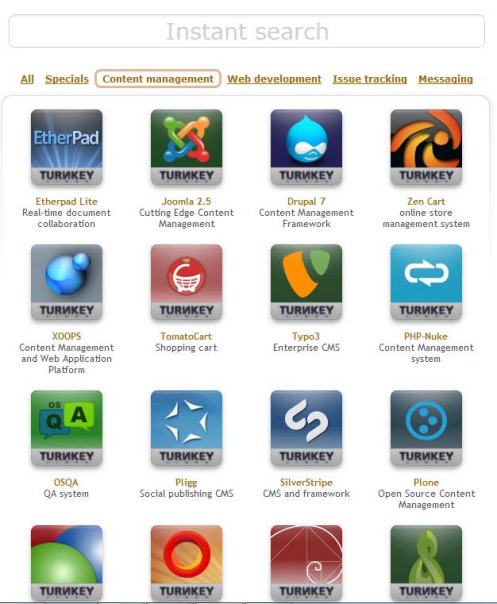 Instant search
All Specials Content management Web development Issue tracking Messaging
EtherPad
TURNKEY TURNKEY TURNKEY TURNKEY
Etherpad Lite Joomla 2.5 Drupal 7 Zen Cart
Real-time document Cutting Edge Content Content Management online store
collaboration Management Framework management system
TURNKEY TURNKEY TURNKEY TURNKEY
XOOPS TomatoCart Typo3 PHP-Nuke
Content Management Shopping cart Enterprise CMS Content Management
and Web Application system
Platform
OS
Q A
TURNKEY TURNKEY TURNKEY TURNKEY
OSQA Pligg SilverStripe Plone
QA system Social publishing CMS CMS and framework Open Source Content
Management
TURNKEY TURNKEY TURNKEY TURNKEY